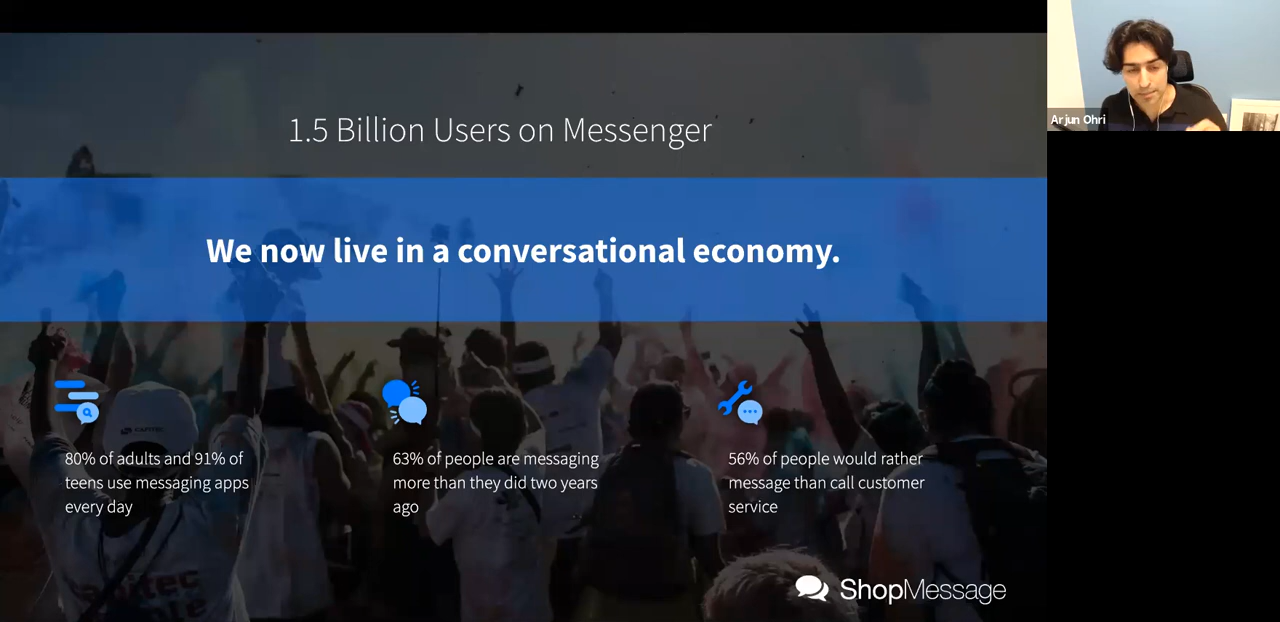 1.5 Billion Users on Messenger
Arjun Ohri
We now live in a conversational economy.
80% of adults and 91% of
teens use messaging apps
every day
63% of people are messaging
more than they did two years
ago
56% of people would rather
message than call customer
service
CAPITEC
ShopMessage